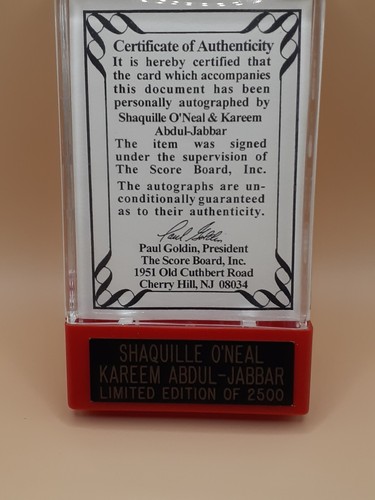 Certificate of Authenticity
It is hereby certified that
the card which accompanies
this document has been
personally autographed by
Shaquille O'Neal & Kareem
Abdul-Jabbar
The item was signed
under the supervision of
The Score Board, Inc.
The autographs are un-
conditionally guaranteed
as to their authenticity.
Paul Goldin
Paul Goldin, President
The Score Board, Inc.
1951 Old Cuthbert Road
Cherry Hill, NJ 08034
SHAQUILLE O'NEAL
KAREEM ABDUL-JABBAR
LIMITED EDITION OF 2500